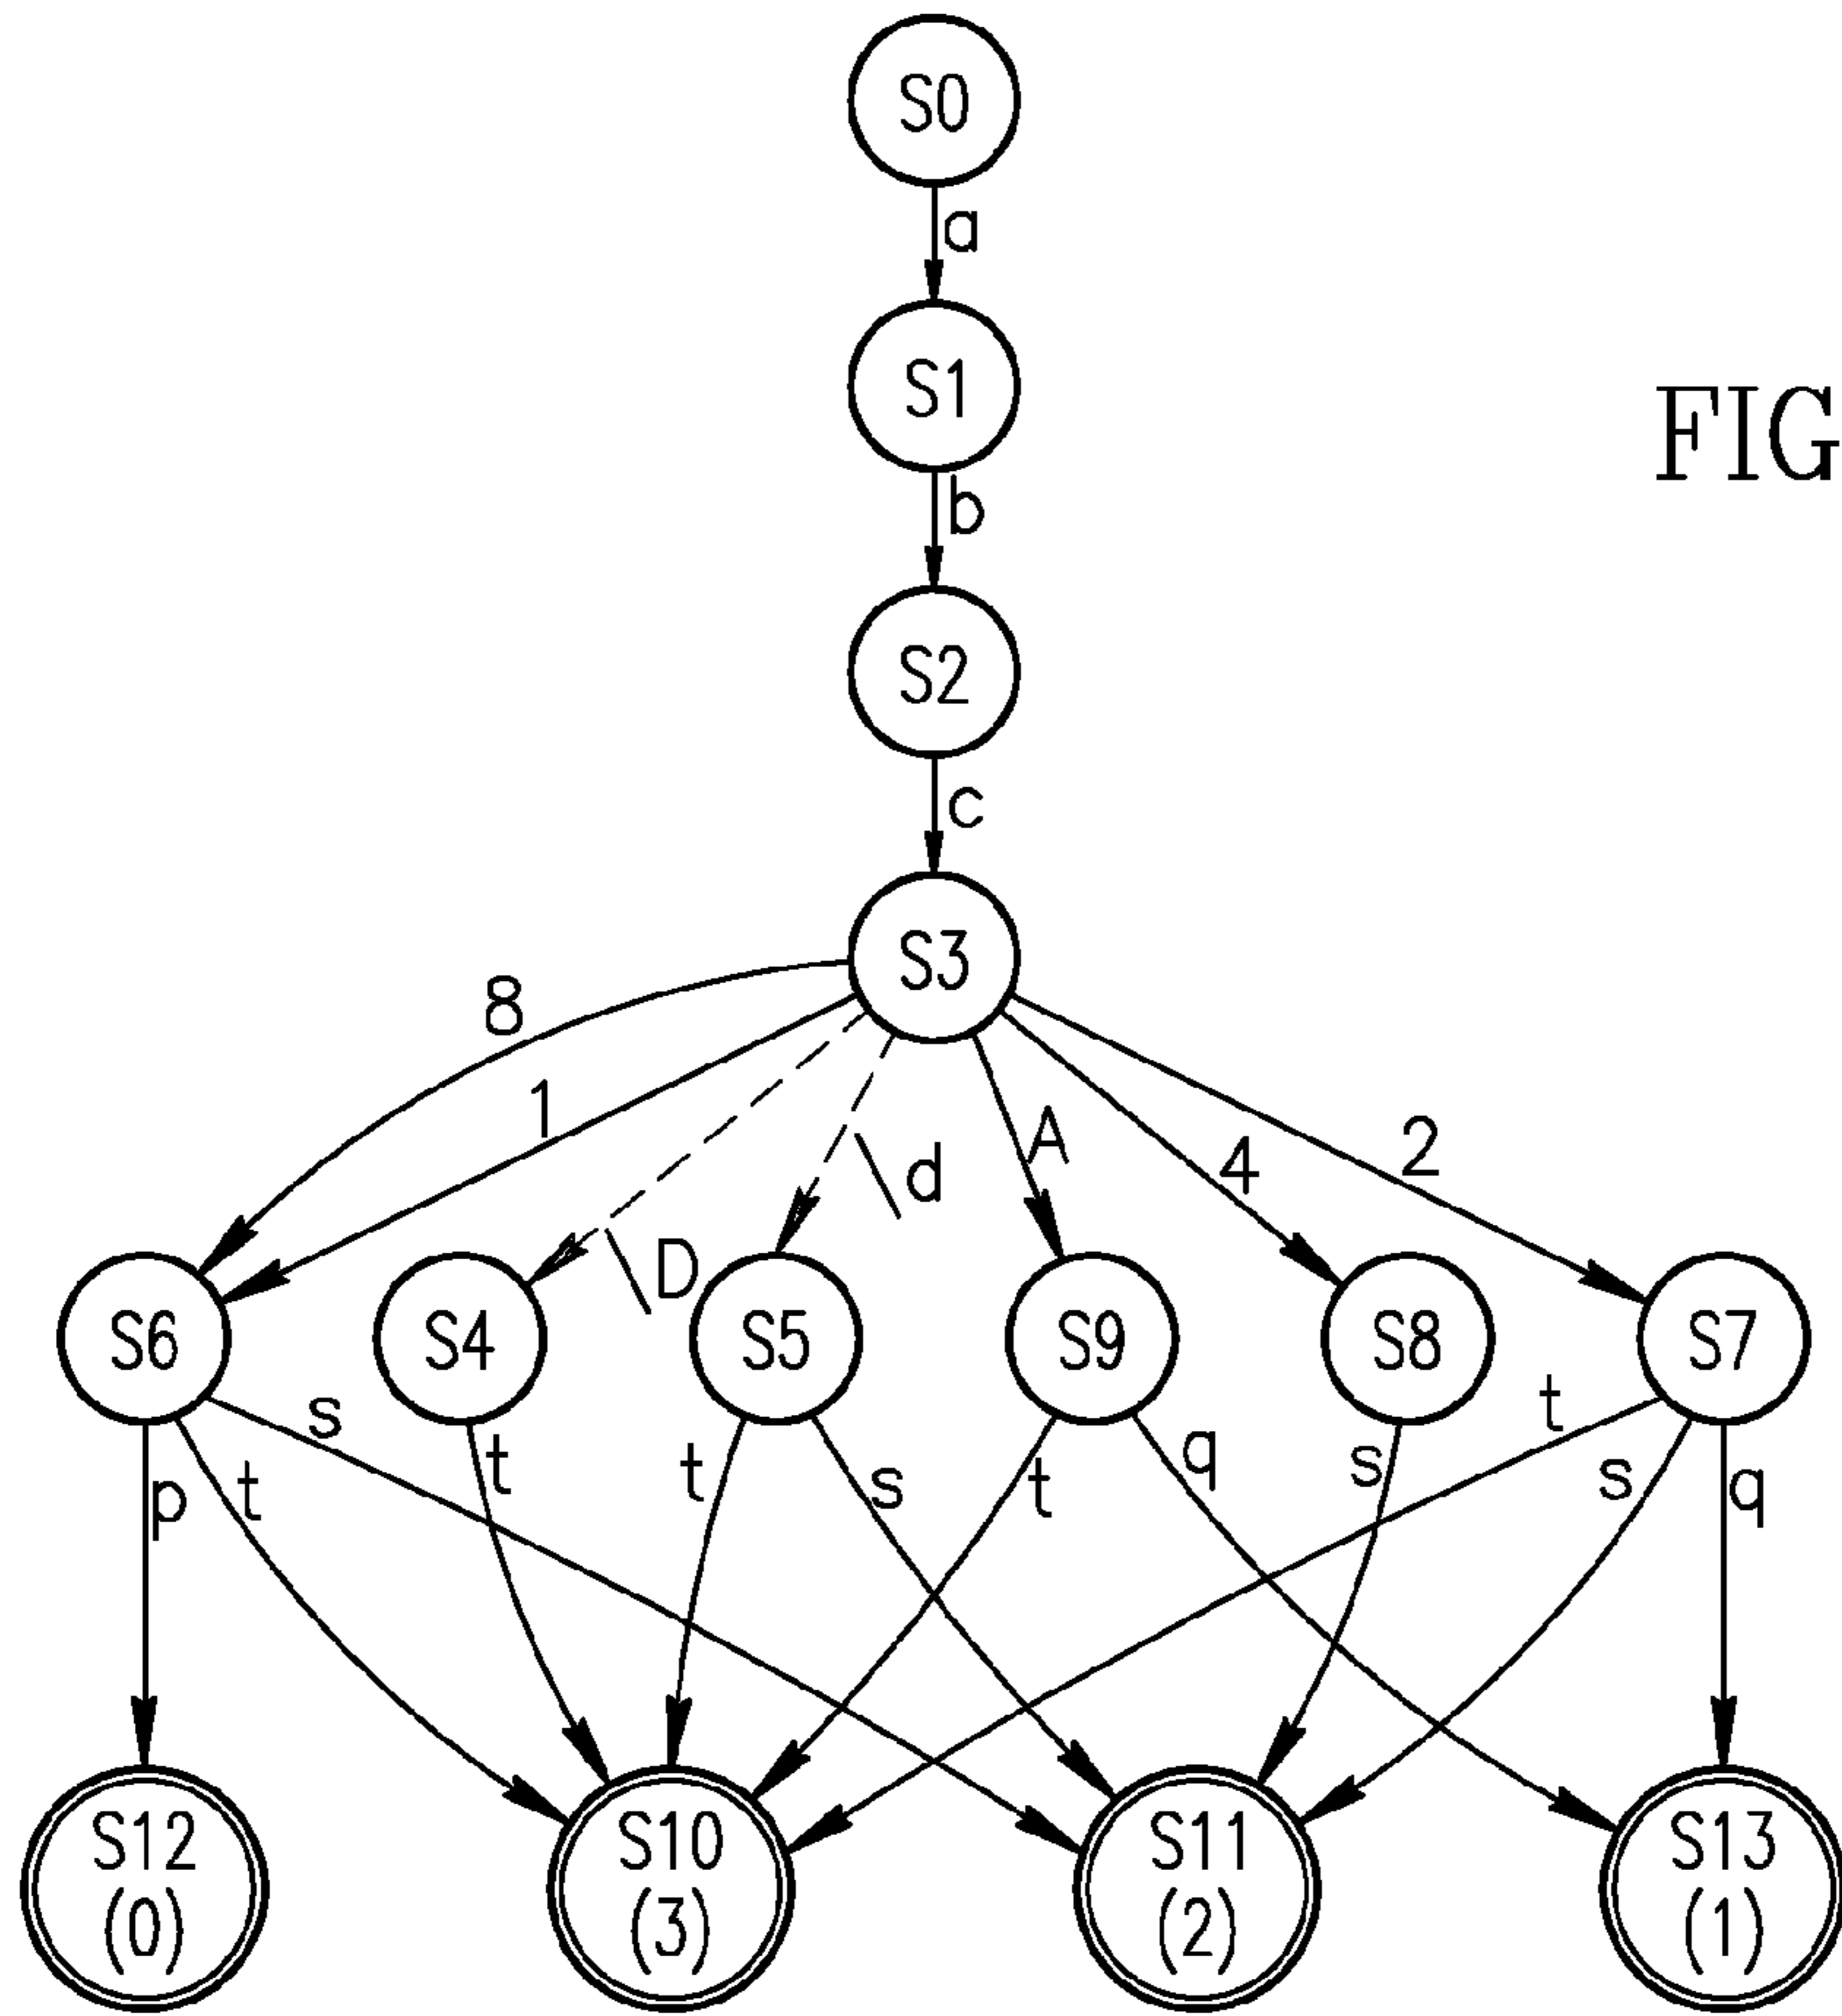 S0
a
S1
FIG
b
S2
c
S3
8
1
A
\d
4
2
\D
S6
S4
S5
S9
S8
S7
s
t
t
p
t
t
s
t
q
s
s
q
S12
(0)
S10
(3)
S11
(2)
S13
(1)